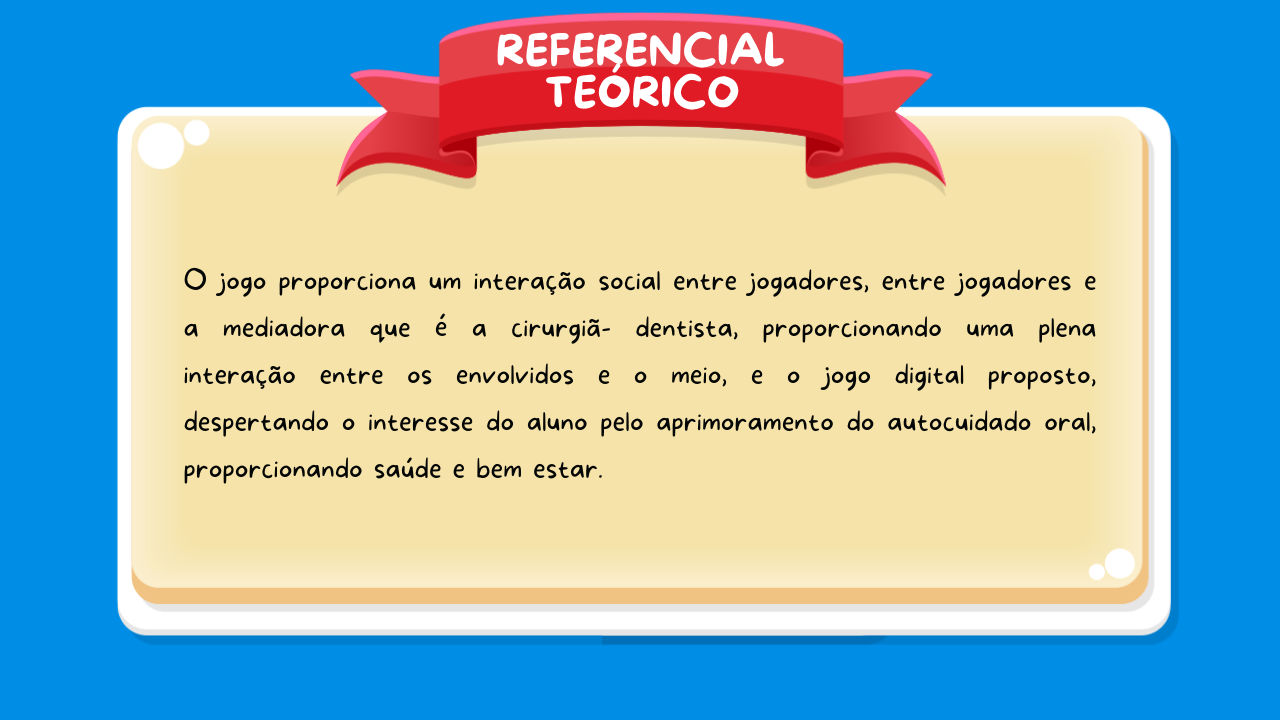 REFERENCIAL
TEÓRICO
O jogo proporciona um interação social entre jogadores, entre jogadores e
a mediadora que é a cirurgiã- dentista, proporcionando uma plena
interação entre os envolvidos e o meio, e o jogo digital proposto,
despertando o interesse do aluno pelo aprimoramento do autocuidado oral,
proporcionando saúde e bem estar.